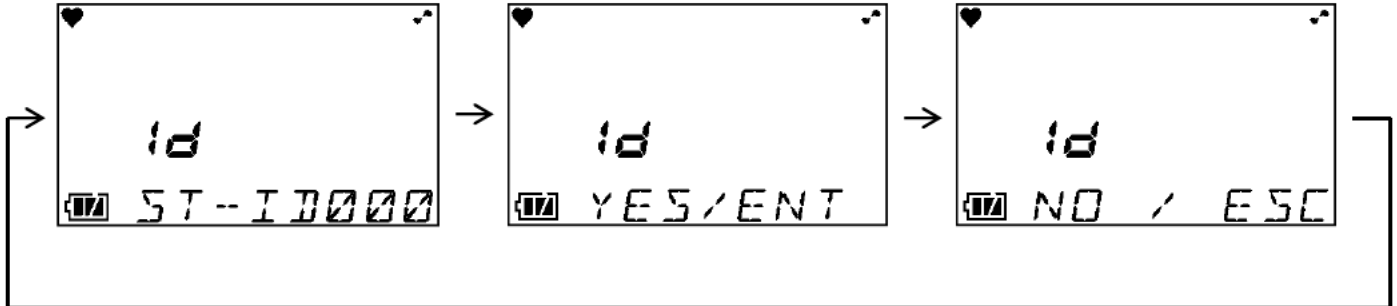 Id
ST--ID000
Id
YES/ENT
Id
NO / ESC